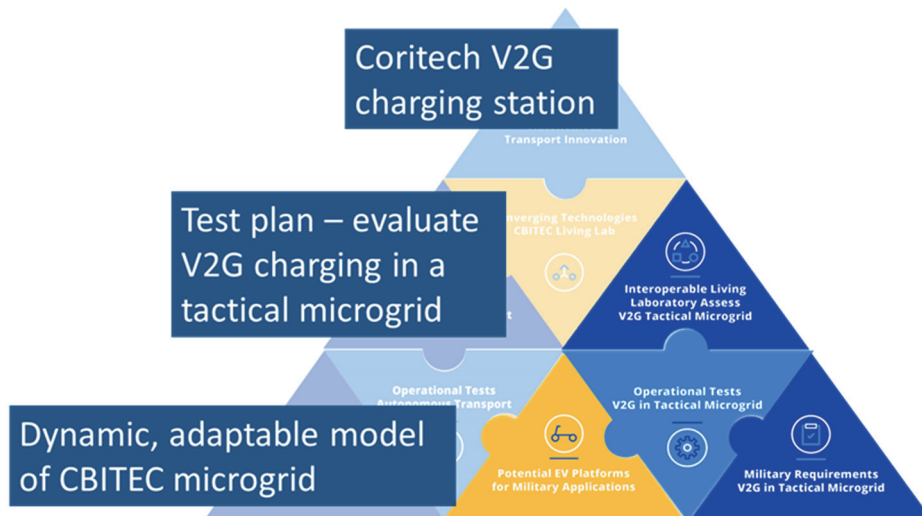 Coritech V2G
charging station
Transport Innovation
Test plan – evaluate
V2G charging in a
tactical microgrid
nverging Technologies
CBITEC Living Lab
Interoperable Living
Laboratory Assess
V2G Tactical Microgrid
Operational Tests
Autonomous Transport
Operational Tests
V2G in Tactical Microgrid
Dynamic, adaptable model
of CBITEC microgrid
Potential EV Platforms
for Military Applications
Military Requirements
V2G in Tactical Microgrid